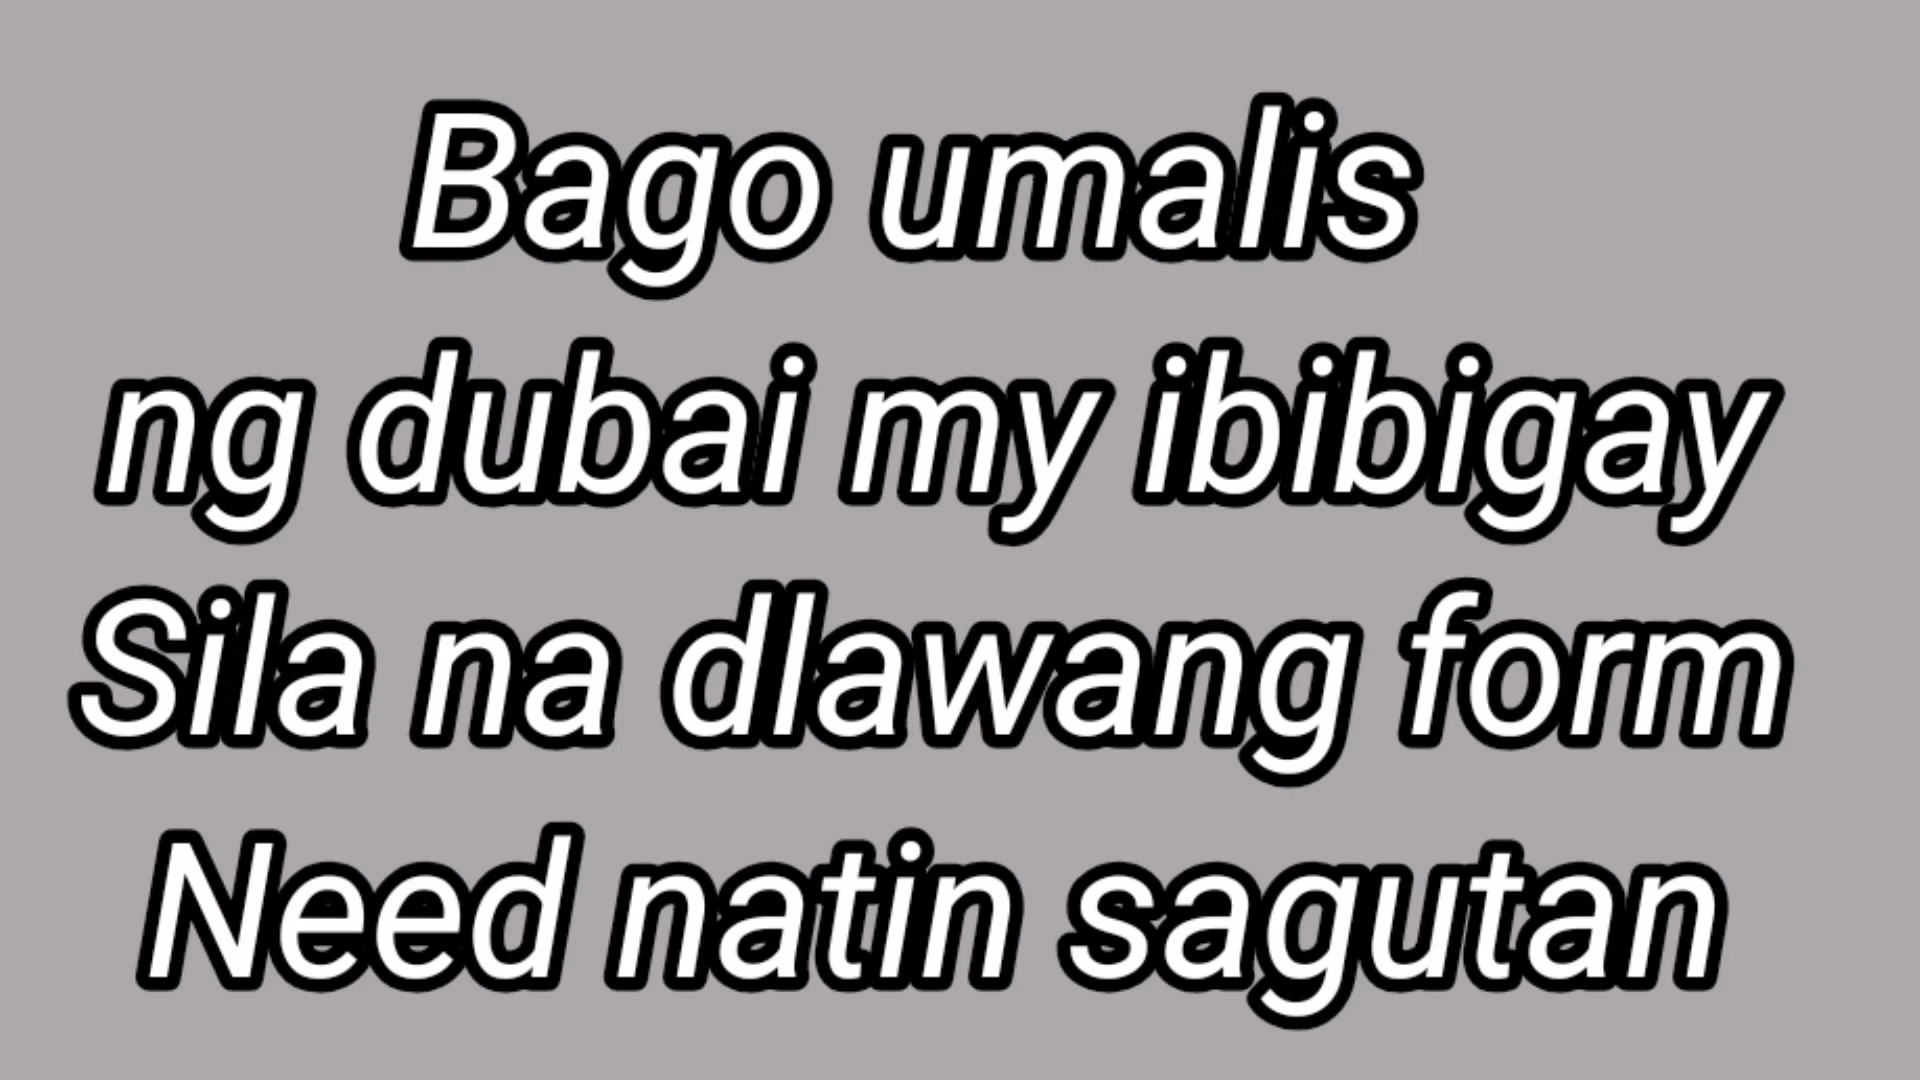 Bago umalis
ng dubai my ibibigay
Sila na dlawang form
Need natin sagutan